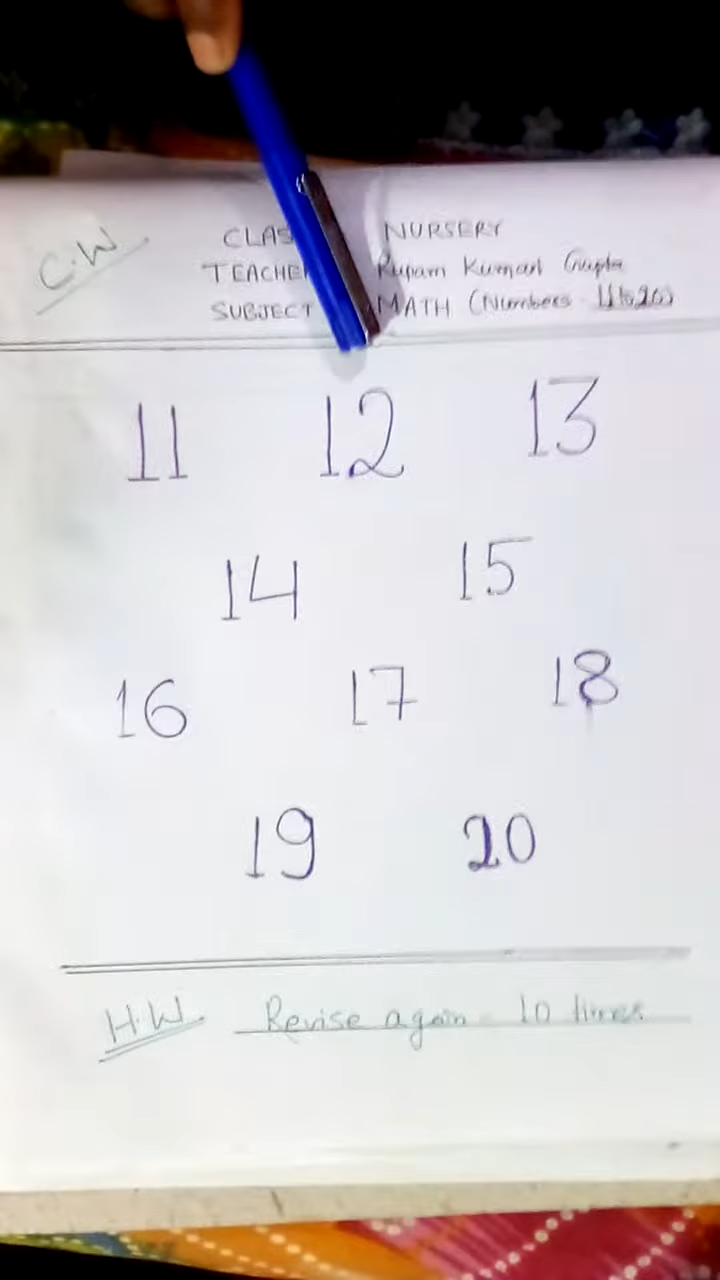 C.W
CLAS NURSERY
TEACHE Rupam Kumari Gupta
SUBJECT MATH (Numbers - 11 to 20)
11 12 13
14 15
16 17 18
19 20
H.W. Revise again - 10 times